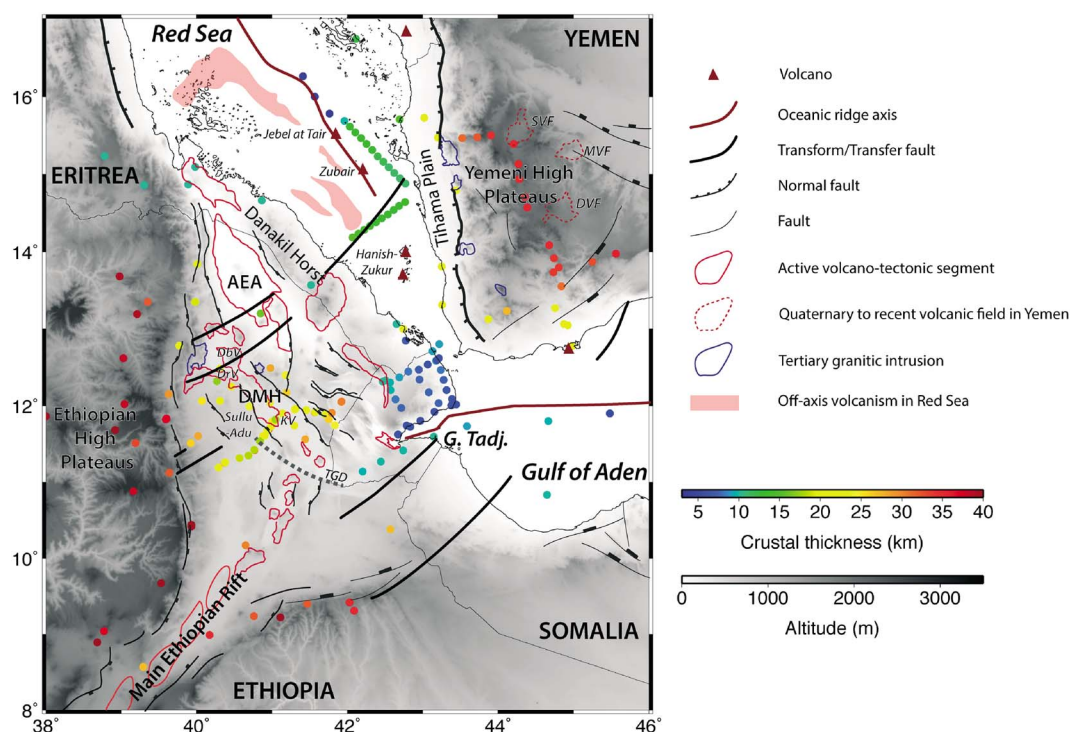 Red Sea
YEMEN
16°
Jebel at Tair
SVF
MVF
Zubair
Yemeni High
Plateaus
ERITREA
Tihama Plain
DVF
Danakil Horst
14°
Hanish-
Zukur
AEA
DbV
DrV
DMH
12°
Ethiopian
High
Plateaus
Sullu
Adu
KV
G. Tadj.
TGD
Gulf of Aden
10°
Main Ethiopian Rift
SOMALIA
ETHIOPIA
8°
38
40
42
44
46
Volcano
Oceanic ridge axis
Transform/Transfer fault
Normal fault
Fault
Active volcano-tectonic segment
Quaternary to recent volcanic field in Yemen
Tertiary granitic intrusion
Off-axis volcanism in Red Sea
5 10 15 20 25 30 35 40
Crustal thickness (km)
0 1000 2000 3000
Altitude (m)